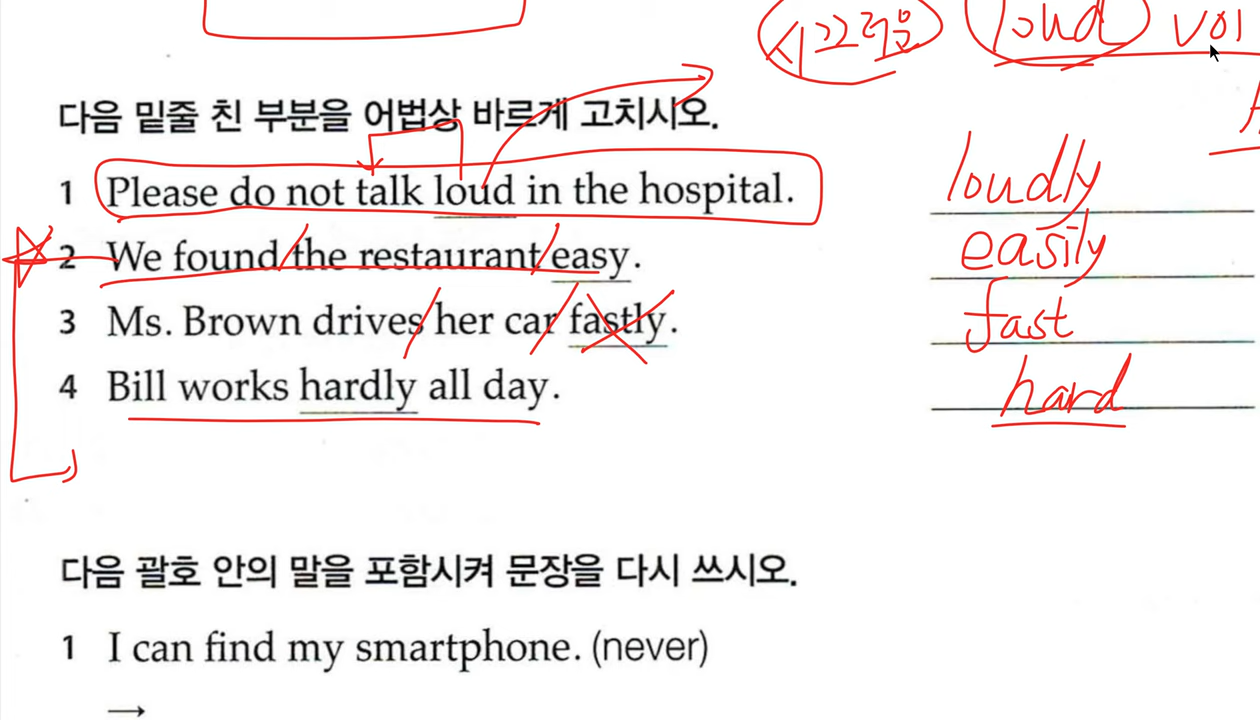 시끄러운 loud voi
다음 밑줄 친 부분을 어법상 바르게 고치시오.
1 Please do not talk loud in the hospital. loudly
2 We found the restaurant easy. easily
3 Ms. Brown drives her car fastly. fast
4 Bill works hardly all day. hard
다음 괄호 안의 말을 포함시켜 문장을 다시 쓰시오.
1 I can find my smartphone. (never)
→